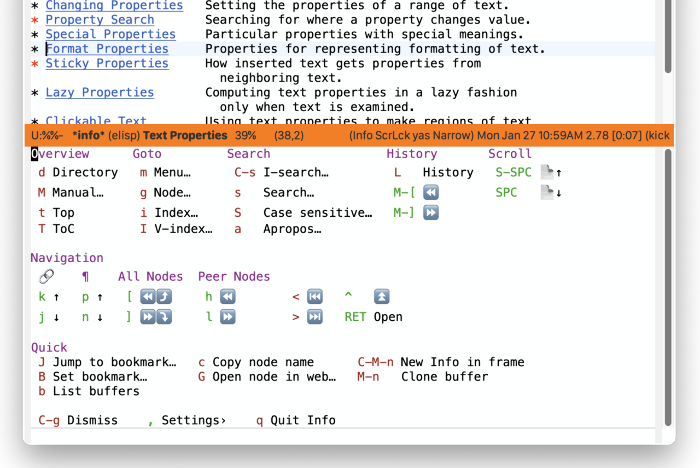 * Changing Properties   Setting the properties of a range of text.
* Property Search       Searching for where a property changes value.
* Special Properties    Particular properties with special meanings.
* Format Properties     Properties for representing formatting of text.
* Sticky Properties     How inserted text gets properties from
                          neighboring text.
* Lazy Properties       Computing text properties in a lazy fashion
                          only when text is examined.
* Clickable Text        Using text properties to make regions of text
U:%%-  *info* (elisp) Text Properties  39%  (38,2)  (Info ScrLck yas Narrow) Mon Jan 27 10:59AM 2.78 [0:07] (kick
Overview  Goto  Search  History  Scroll
d Directory  m Menu…  C-s I-search…  L History  S-SPC ↑
M Manual…  g Node…  s Search…  M-[ ⏪  SPC ↓
t Top  i Index…  S Case sensitive…  M-] ⏩
T ToC  I V-index…  a Apropos…
Navigation
🔗  ¶  All Nodes  Peer Nodes
k ↑  p ↑  [ ⏪⤴  h ⏪  < ⏮  ^ ⏫
j ↓  n ↓  ] ⏩⤵  l ⏩  > ⏭  RET Open
Quick
J Jump to bookmark…  c Copy node name  C-M-n New Info in frame
B Set bookmark…  G Open node in web…  M-n Clone buffer
b List buffers
C-g Dismiss  , Settings›  q Quit Info